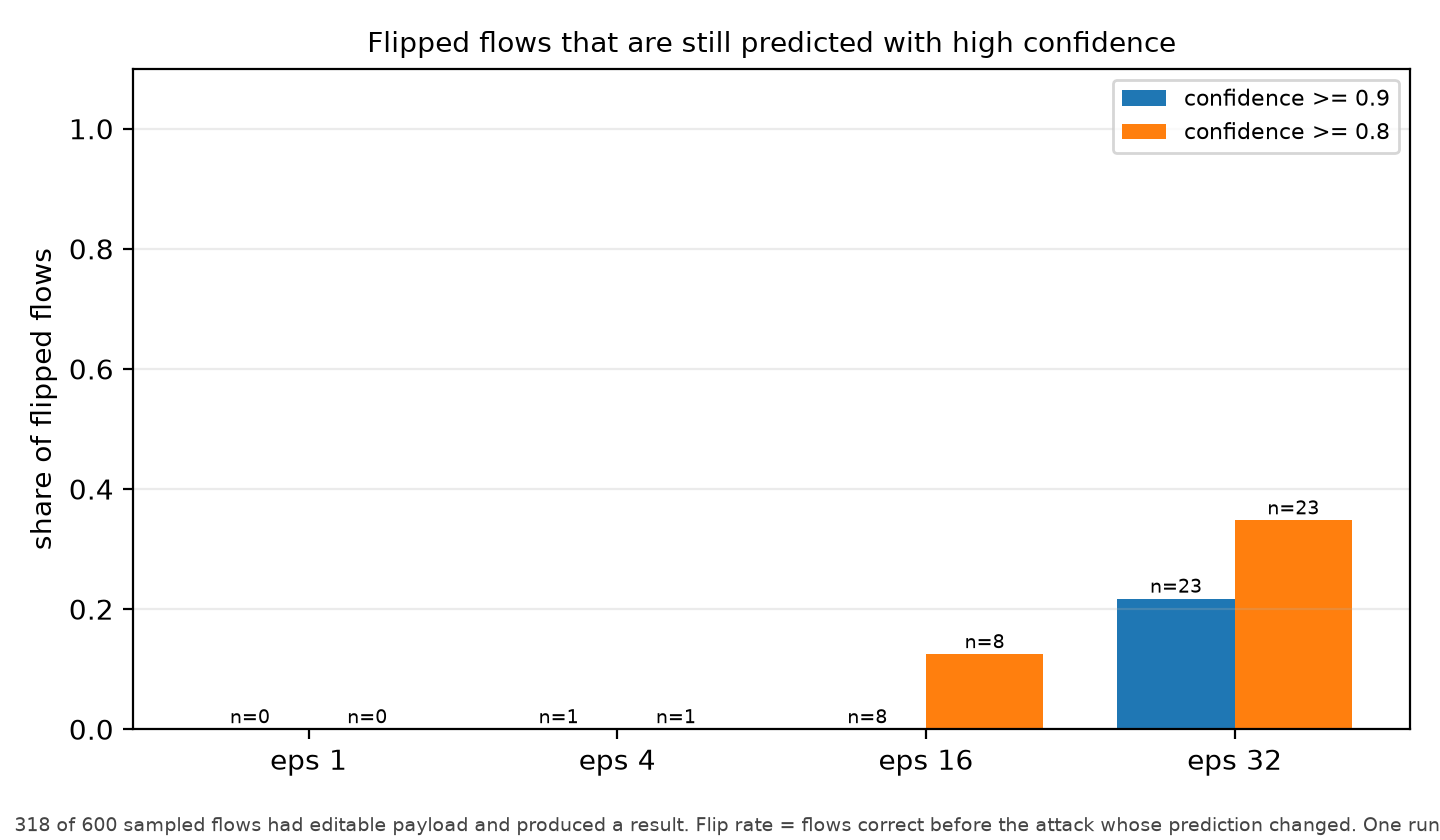 Flipped flows that are still predicted with high confidence
confidence >= 0.9
confidence >= 0.8
share of flipped flows
1.0
0.8
0.6
0.4
0.2
0.0
n=0
n=0
n=1
n=1
n=8
n=8
n=23
n=23
eps 1
eps 4
eps 16
eps 32
318 of 600 sampled flows had editable payload and produced a result. Flip rate = flows correct before the attack whose prediction changed. One run